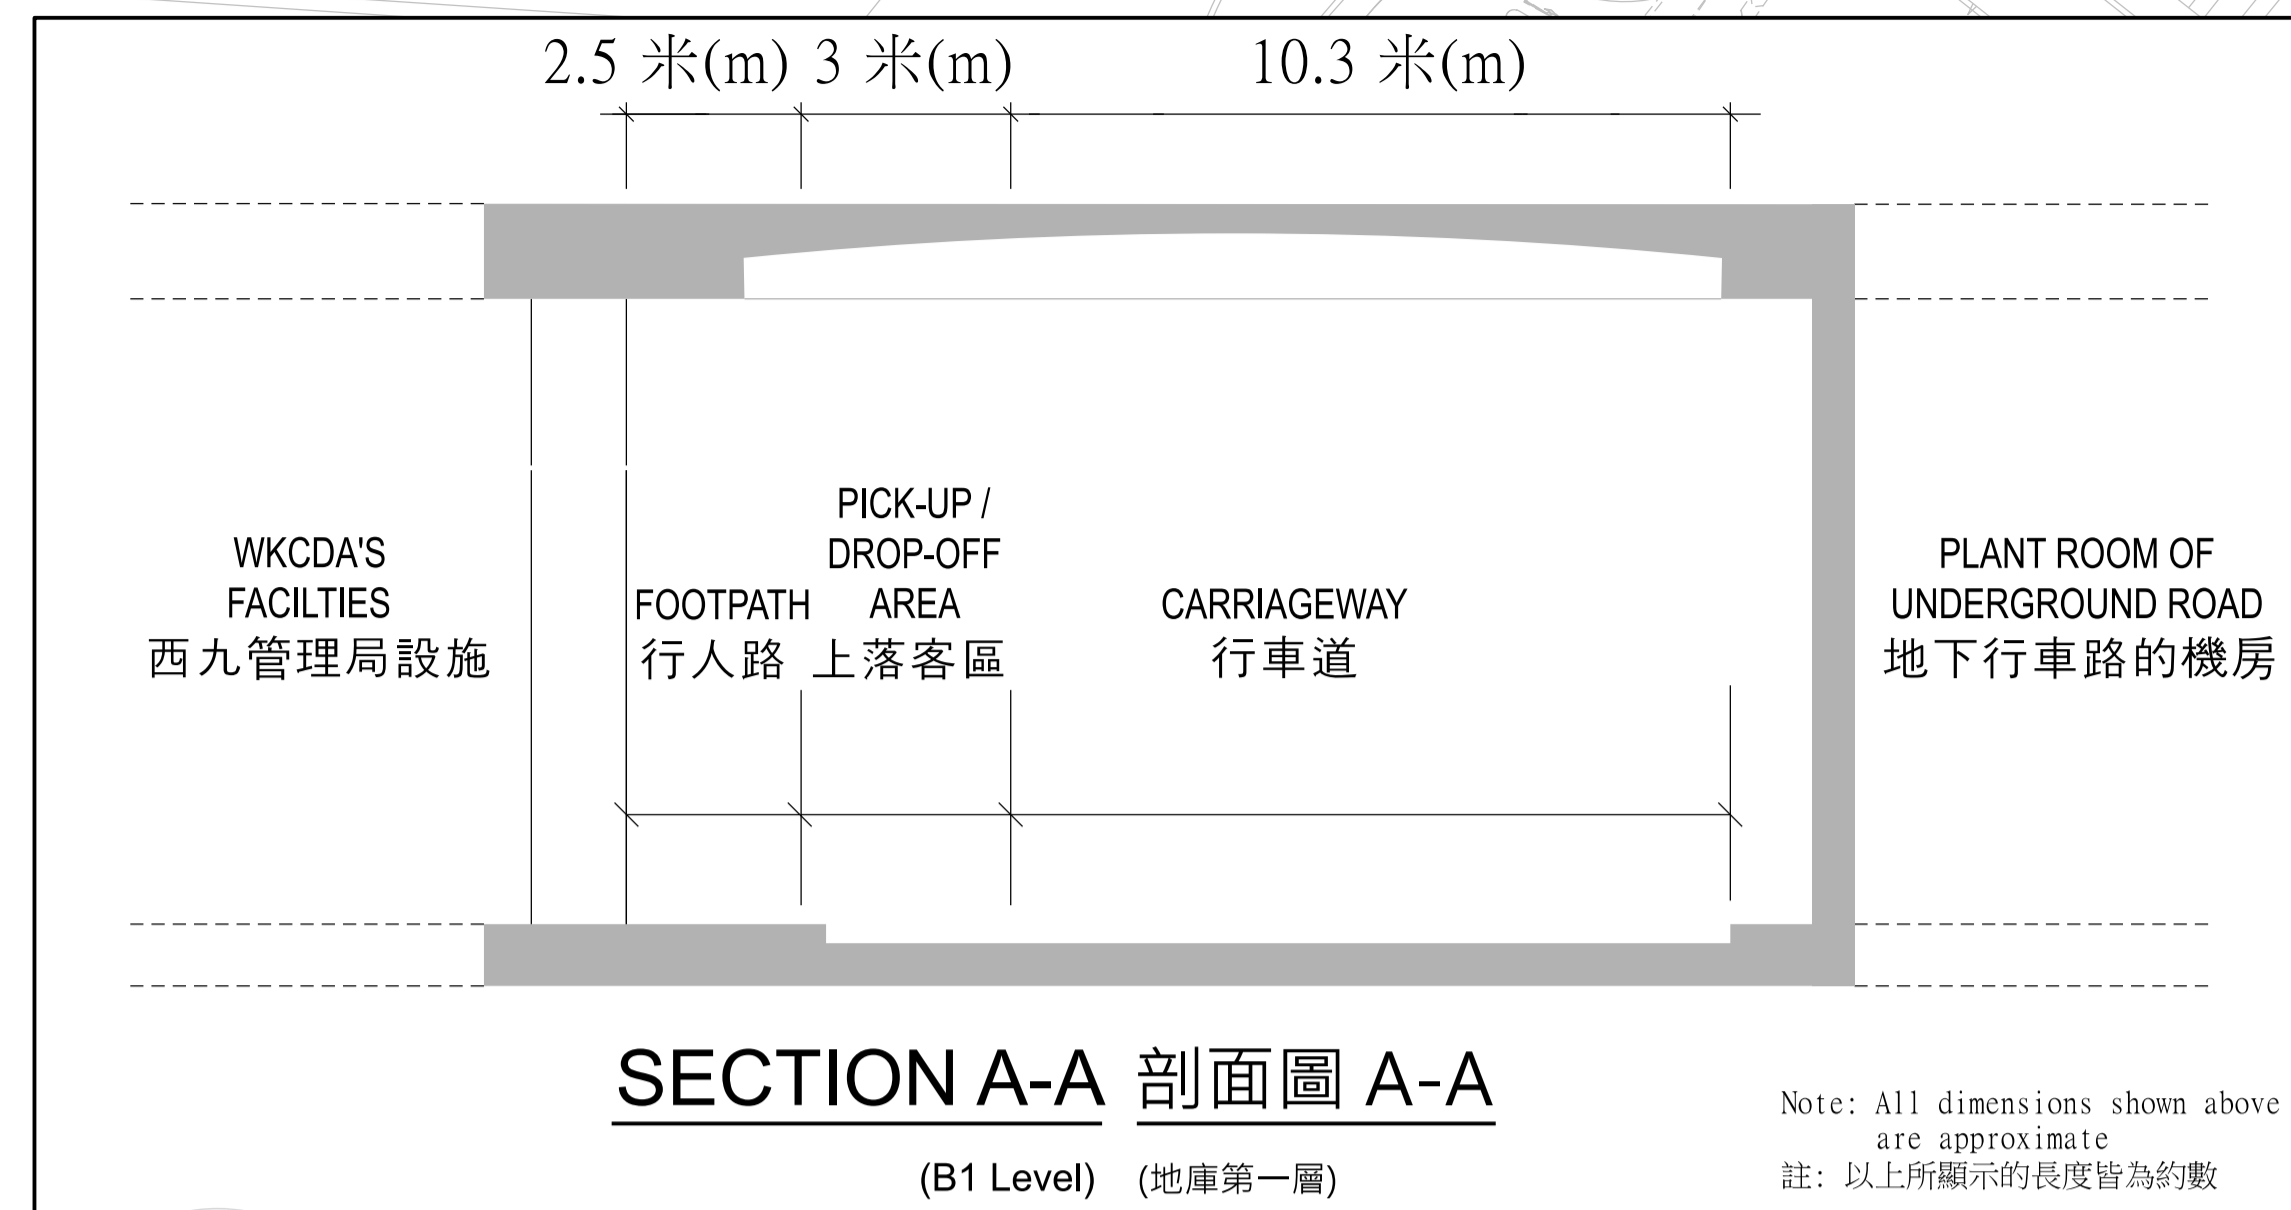 2.5 米(m) 3 米(m) 10.3 米(m)
WKCDA'S
FACILTIES
西九管理局設施
FOOTPATH
行人路
PICK-UP /
DROP-OFF
AREA
上落客區
CARRIAGEWAY
行車道
PLANT ROOM OF
UNDERGROUND ROAD
地下行車路的機房
SECTION A-A 剖面圖 A-A
(B1 Level) (地庫第一層)
Note: All dimensions shown above
are approximate
註: 以上所顯示的長度皆為約數